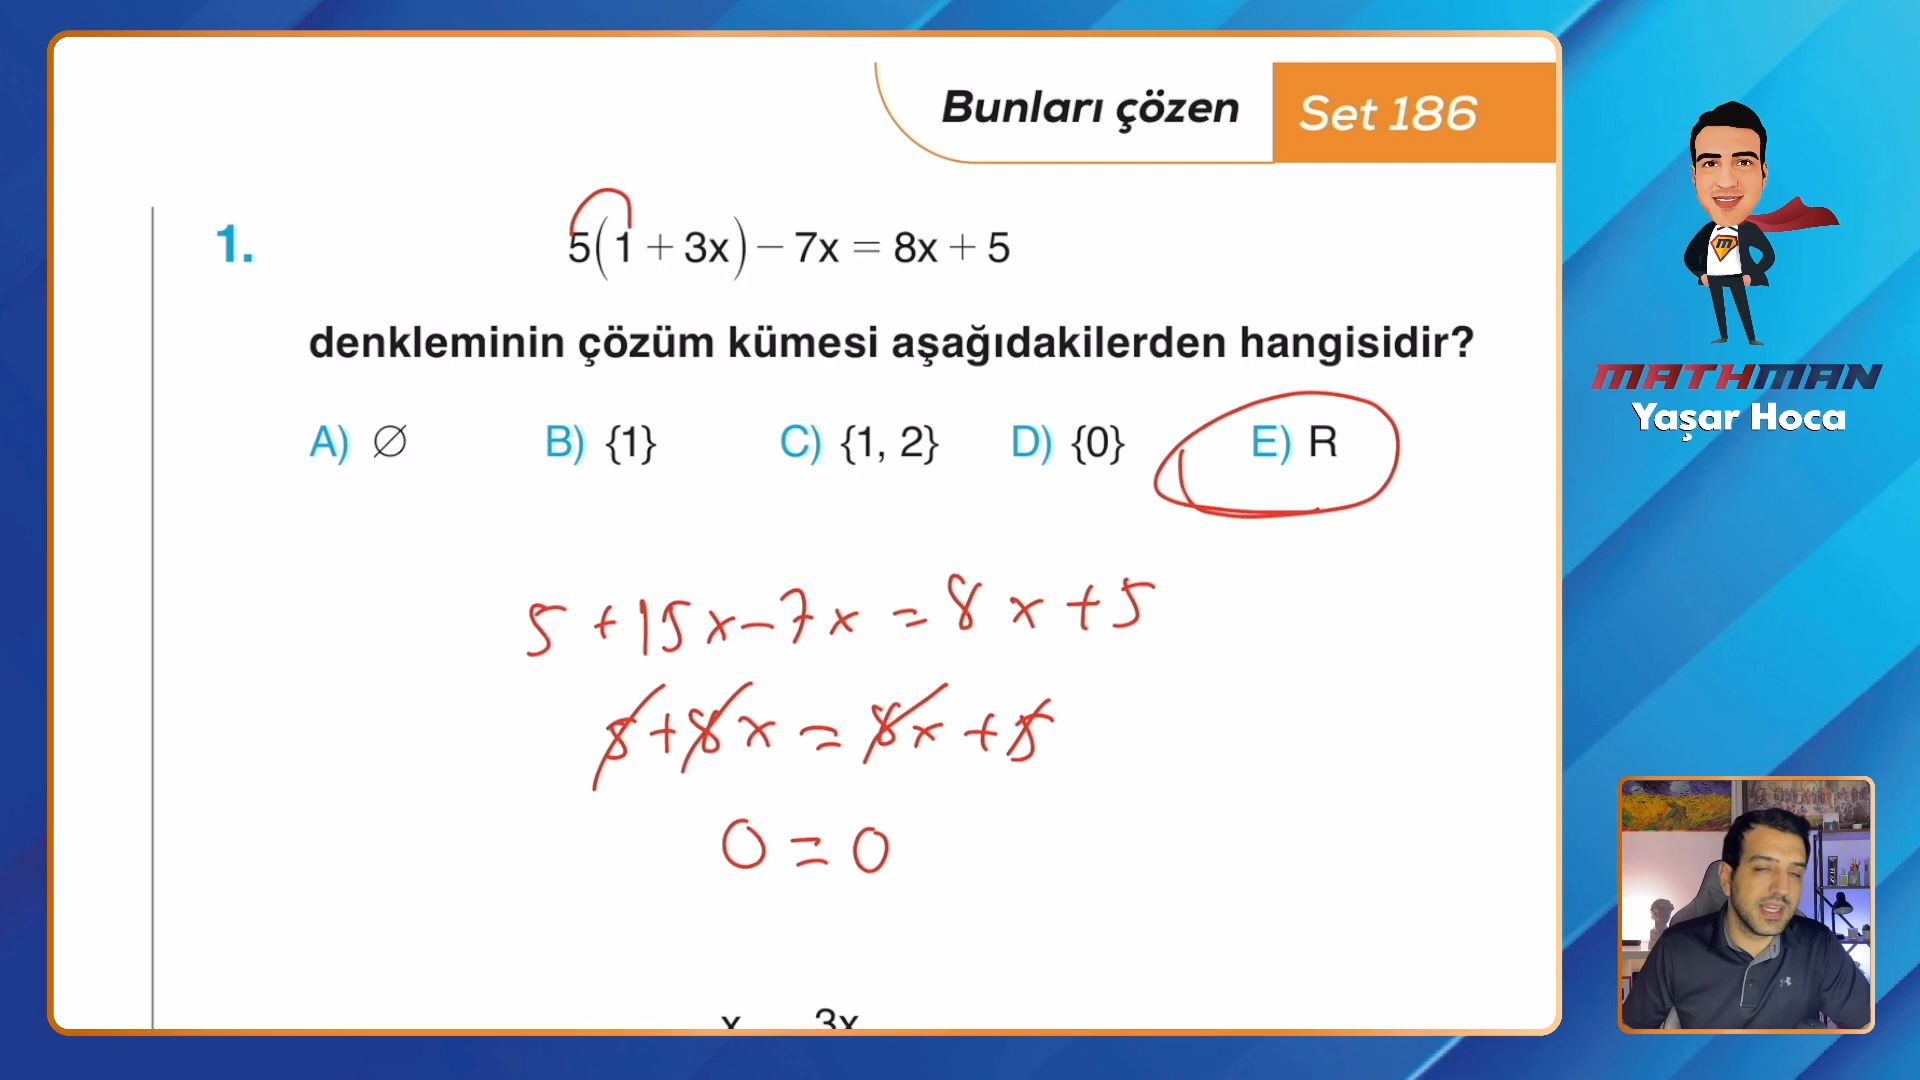 Bunları çözen
Set 186
1. 5(1 + 3x) − 7x = 8x + 5
denkleminin çözüm kümesi aşağıdakilerden hangisidir?
A) ∅ B) {1} C) {1, 2} D) {0} E) R
5 + 15x − 7x = 8x + 5
5 + 8x = 8x + 5
0 = 0
x 3x
m
MATHMAN
Yaşar Hoca